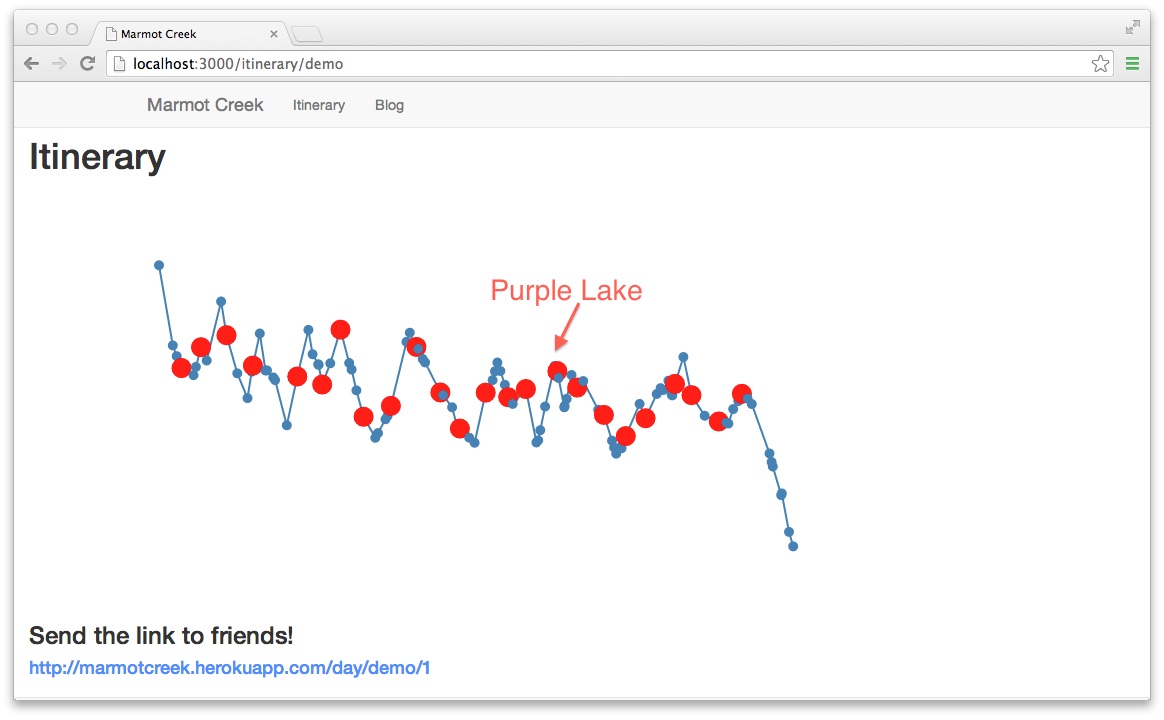 Marmot Creek
localhost:3000/itinerary/demo
Marmot Creek Itinerary Blog
Itinerary
Purple Lake
Send the link to friends!
http://marmotcreek.herokuapp.com/day/demo/1